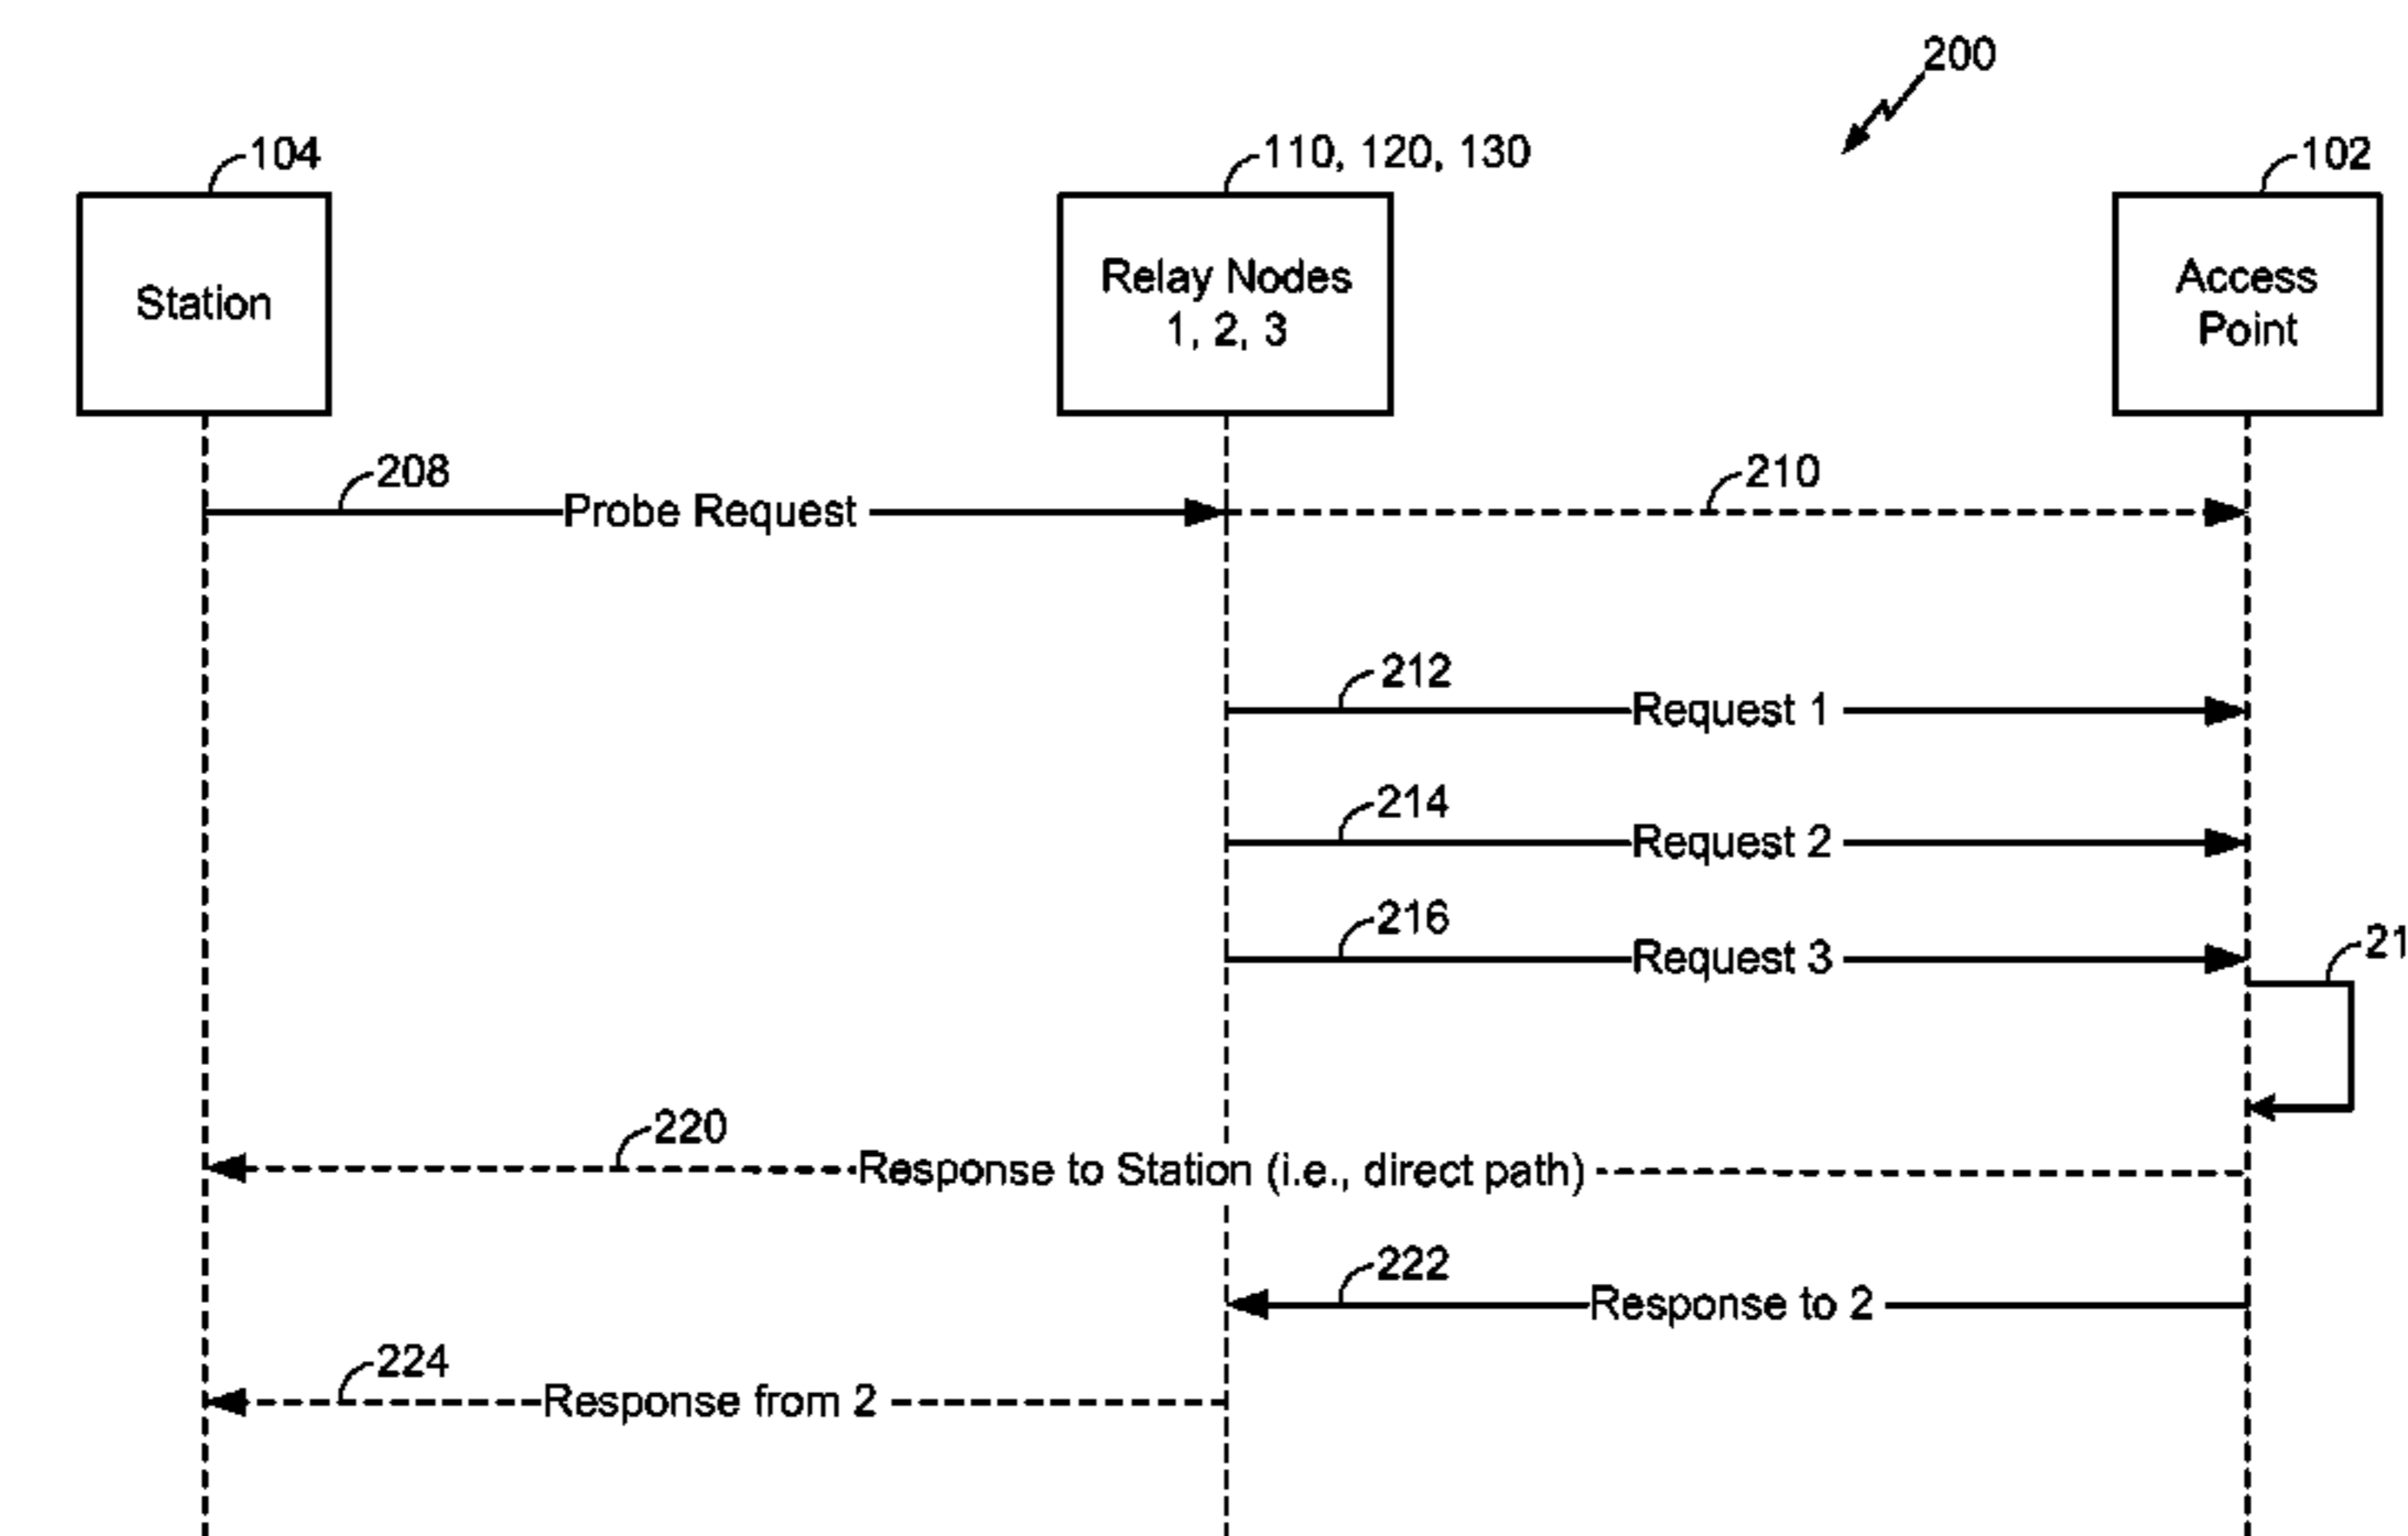 200
104
110, 120, 130
102
Station
Relay Nodes
1, 2, 3
Access
Point
208
Probe Request
210
212
Request 1
214
Request 2
216
Request 3
21
220
Response to Station (i.e., direct path)
222
Response to 2
224
Response from 2